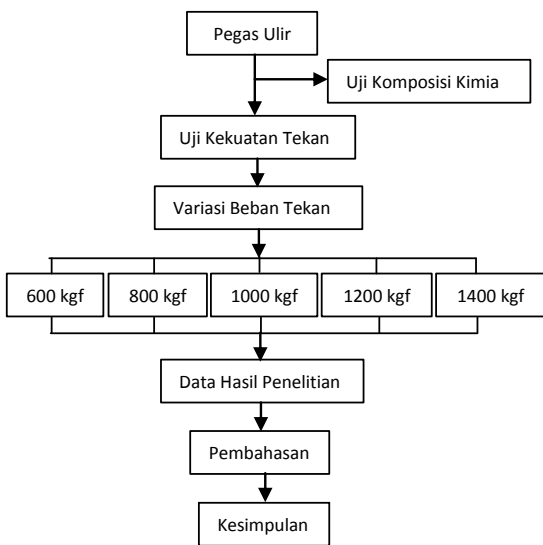 Pegas Ulir
Uji Komposisi Kimia
Uji Kekuatan Tekan
Variasi Beban Tekan
600 kgf
800 kgf
1000 kgf
1200 kgf
1400 kgf
Data Hasil Penelitian
Pembahasan
Kesimpulan